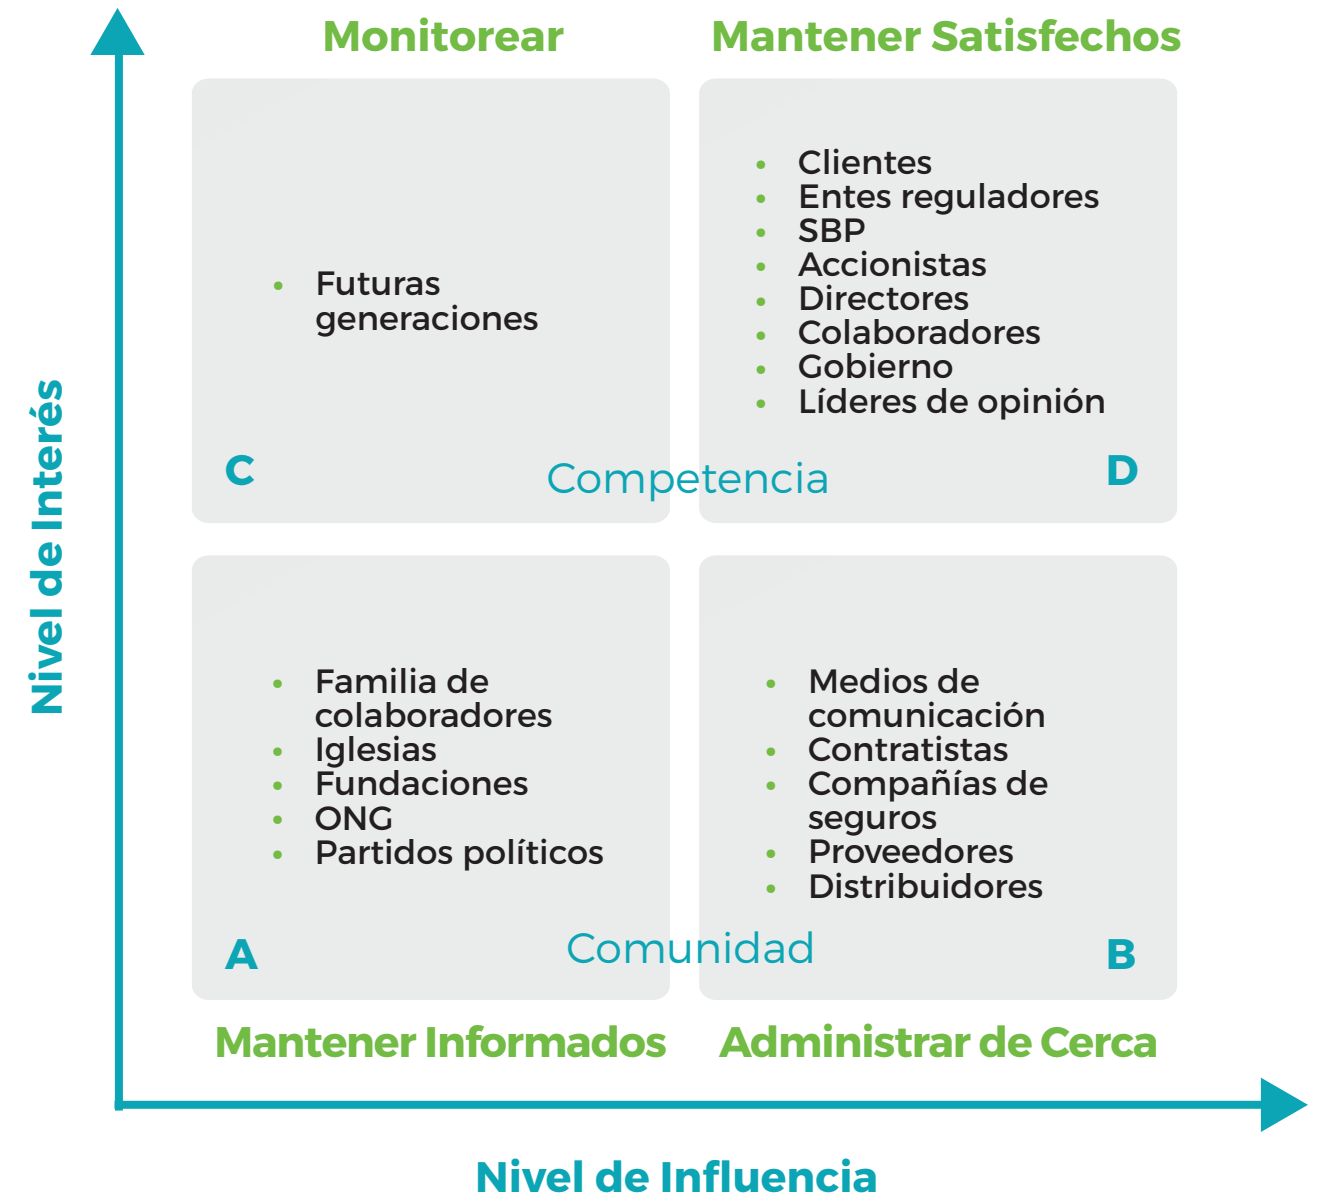 Monitorear
Mantener Satisfechos
Nivel de Interés
• Futuras
generaciones
C
• Clientes
• Entes reguladores
• SBP
• Accionistas
• Directores
• Colaboradores
• Gobierno
• Líderes de opinión
D
Competencia
• Familia de
colaboradores
• Iglesias
• Fundaciones
• ONG
• Partidos políticos
A
• Medios de
comunicación
• Contratistas
• Compañías de
seguros
• Proveedores
• Distribuidores
B
Comunidad
Mantener Informados
Administrar de Cerca
Nivel de Influencia